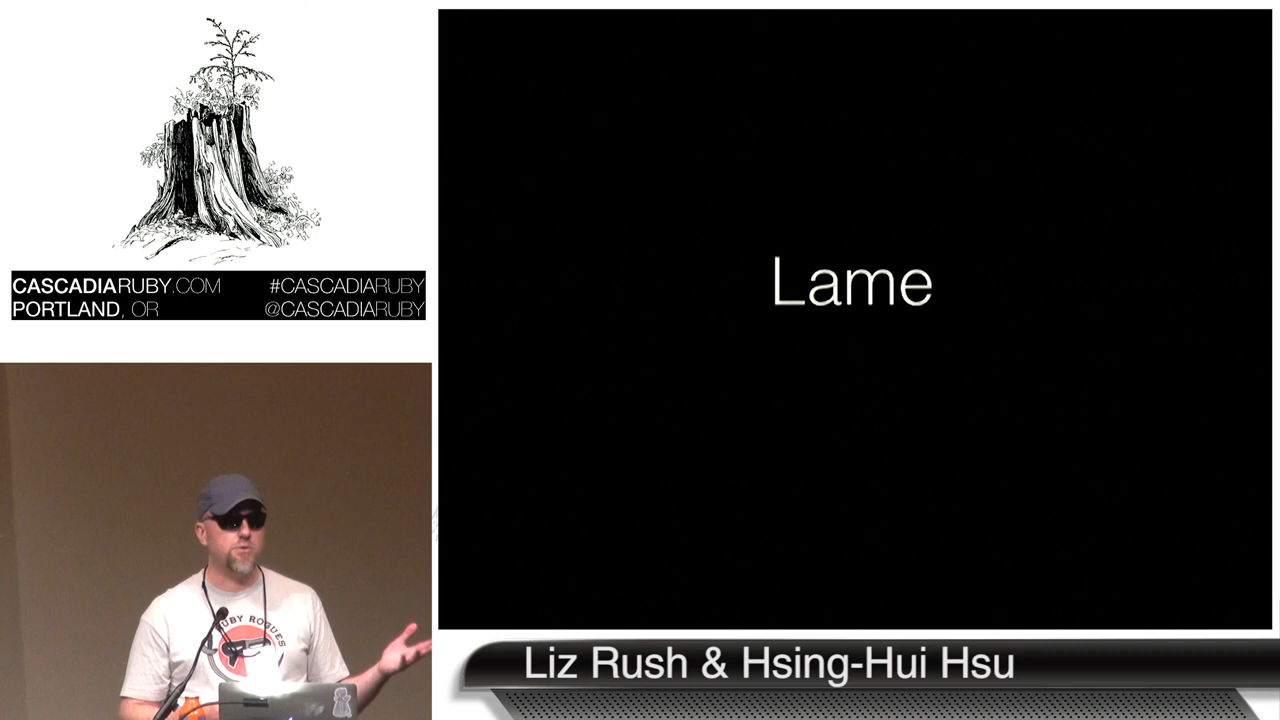 CASCADIARUBY.COM #CASCADIARUBY
PORTLAND, OR @CASCADIARUBY
Lame
RUBY ROGUES
Liz Rush & Hsing-Hui Hsu